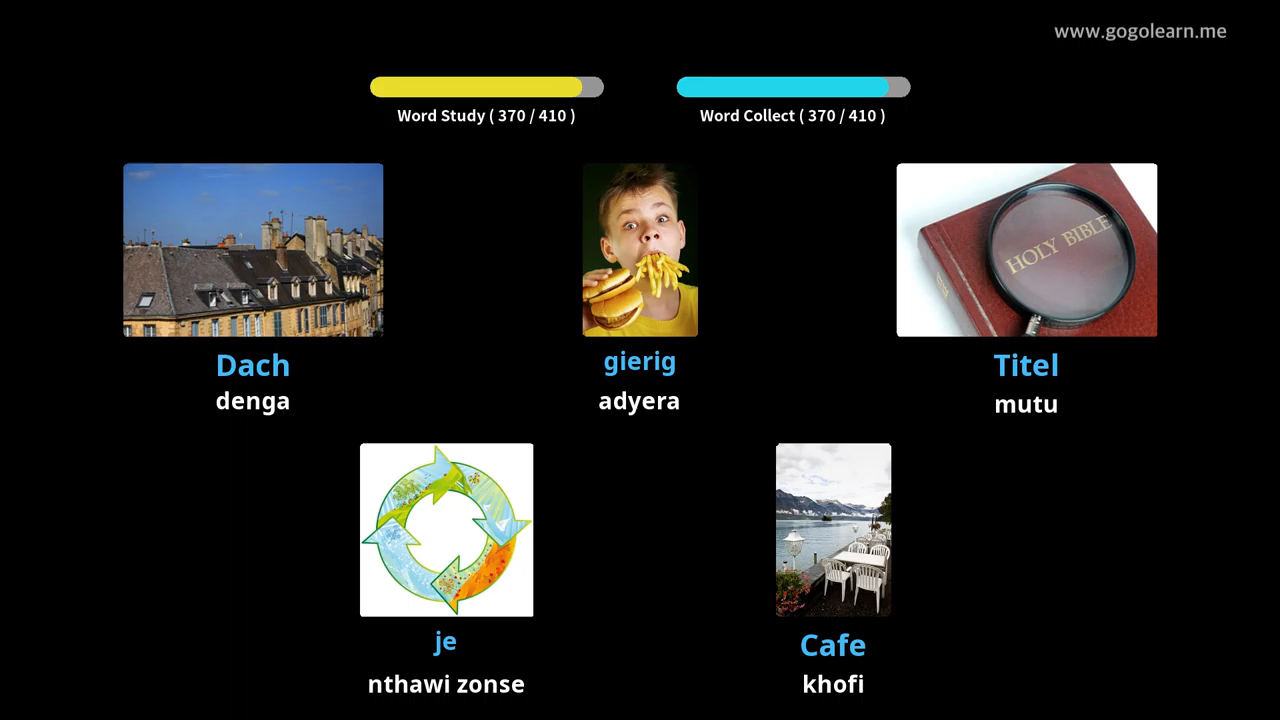 www.gogolearn.me
Word Study ( 370 / 410 )
Word Collect ( 370 / 410 )
HOLY BIBLE
Dach
denga
gierig
adyera
Titel
mutu
je
nthawi zonse
Cafe
khofi